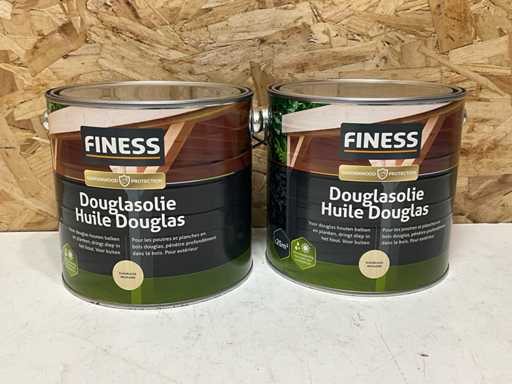 FINESS
GARDENWOOD PROTECTION
Douglasolie
Huile Douglas
Voor douglas houten balken
en planken, dringt diep in
het hout. Voor buiten
Pour les poutres et planches en
bois douglas, pénètre profondément
dans le bois. Pour extérieur
FINESS
PROTECTION
Douglasolie
Huile Douglas
Voor douglas houten balken
en planken, dringt diep in
het hout. Voor buiten
Pour les poutres et planches en
bois douglas, pénètre profondément
dans le bois. Pour extérieur